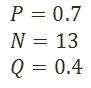 P = 0.7
N = 13
Q = 0.4